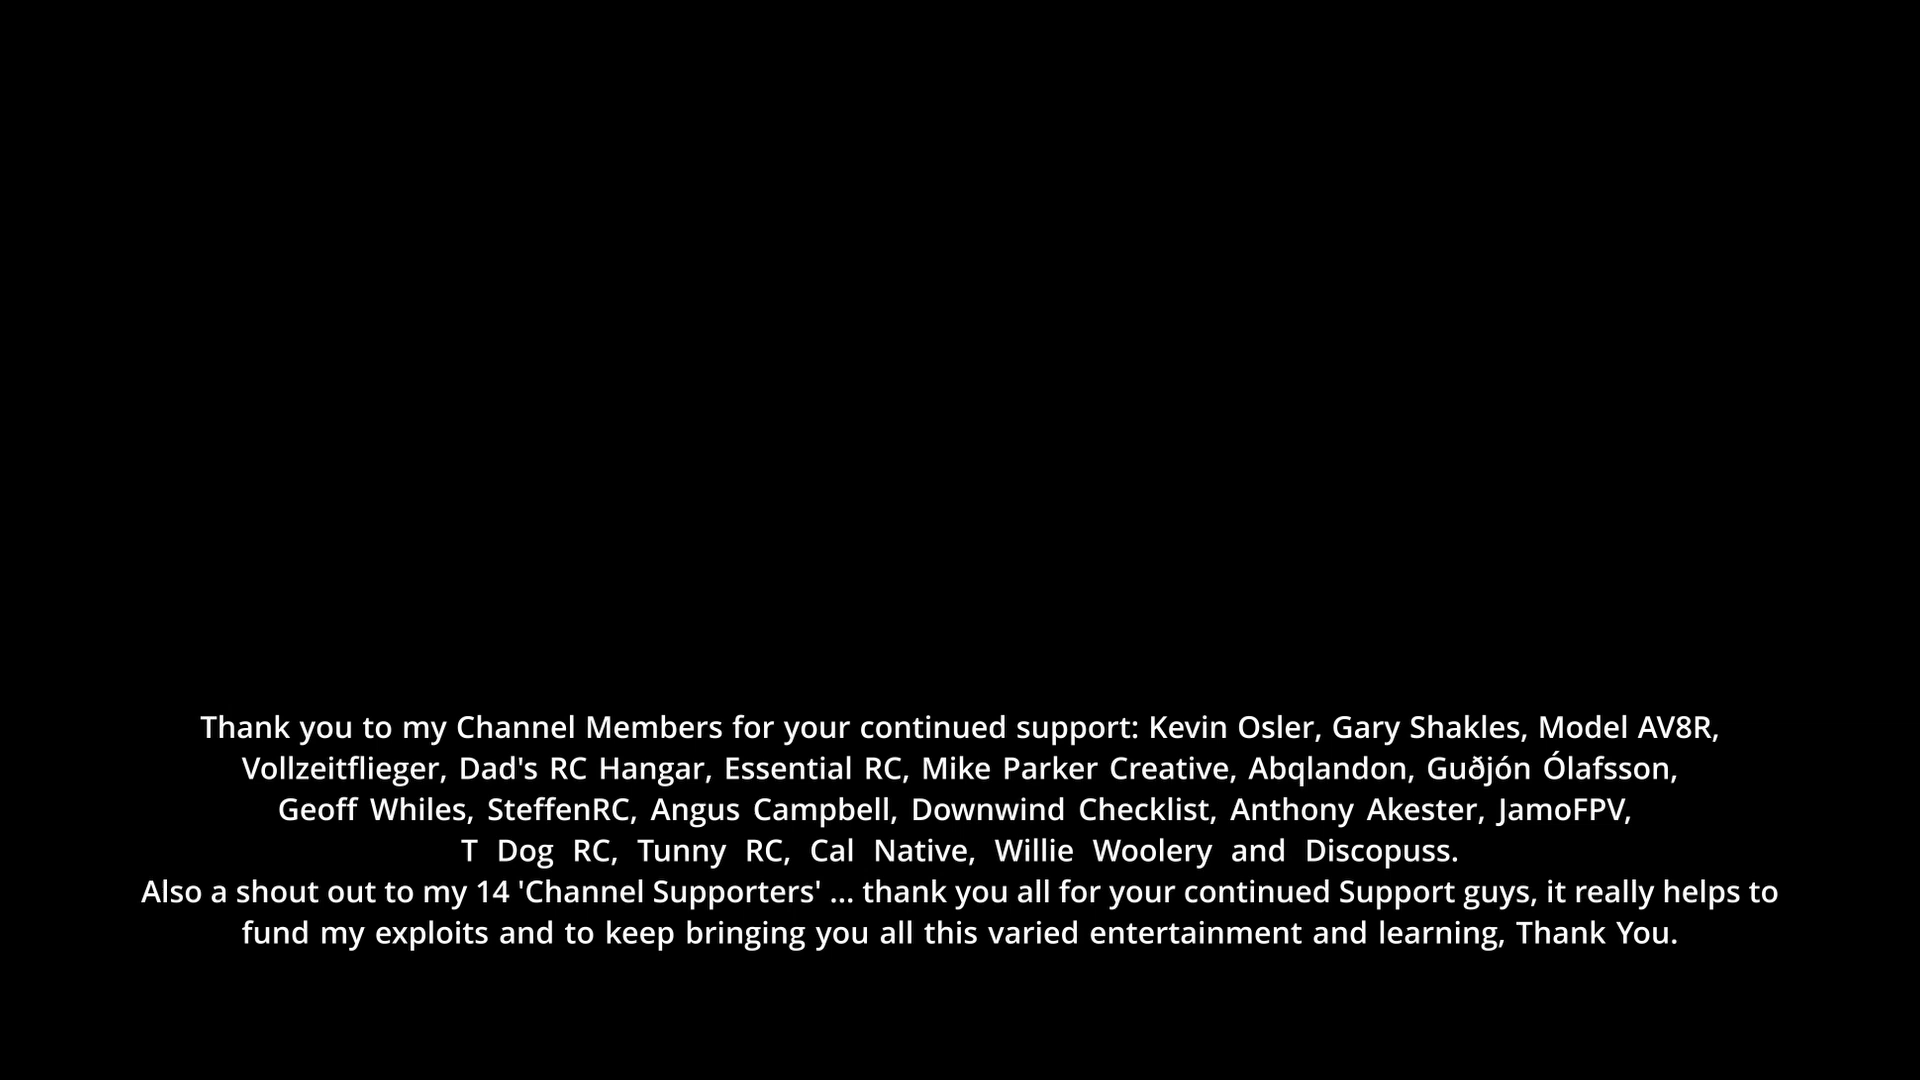 Thank you to my Channel Members for your continued support: Kevin Osler, Gary Shakles, Model AV8R,
Vollzeitflieger, Dad's RC Hangar, Essential RC, Mike Parker Creative, Abqlandon, Guðjón Ólafsson,
Geoff Whiles, SteffenRC, Angus Campbell, Downwind Checklist, Anthony Akester, JamoFPV,
T Dog RC, Tunny RC, Cal Native, Willie Woolery and Discopuss.
Also a shout out to my 14 'Channel Supporters' ... thank you all for your continued Support guys, it really helps to
fund my exploits and to keep bringing you all this varied entertainment and learning, Thank You.